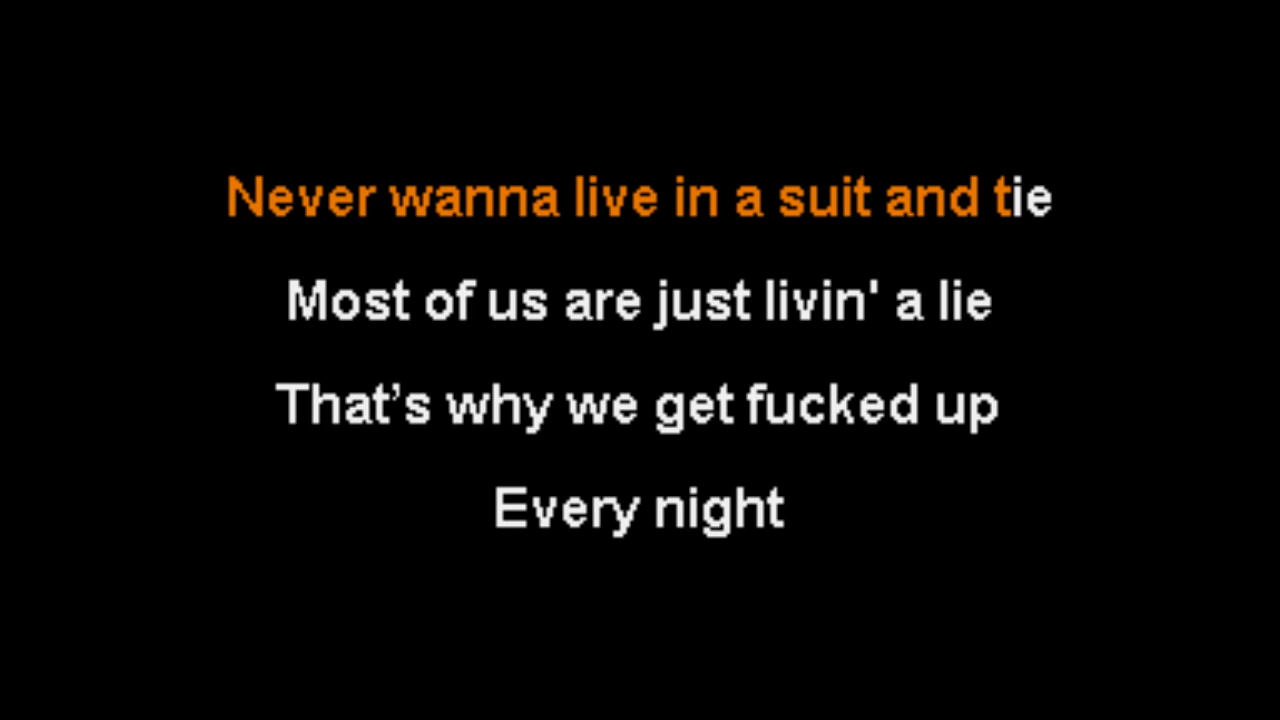 Never wanna live in a suit and tie
Most of us are just livin' a lie
That’s why we get fucked up
Every night